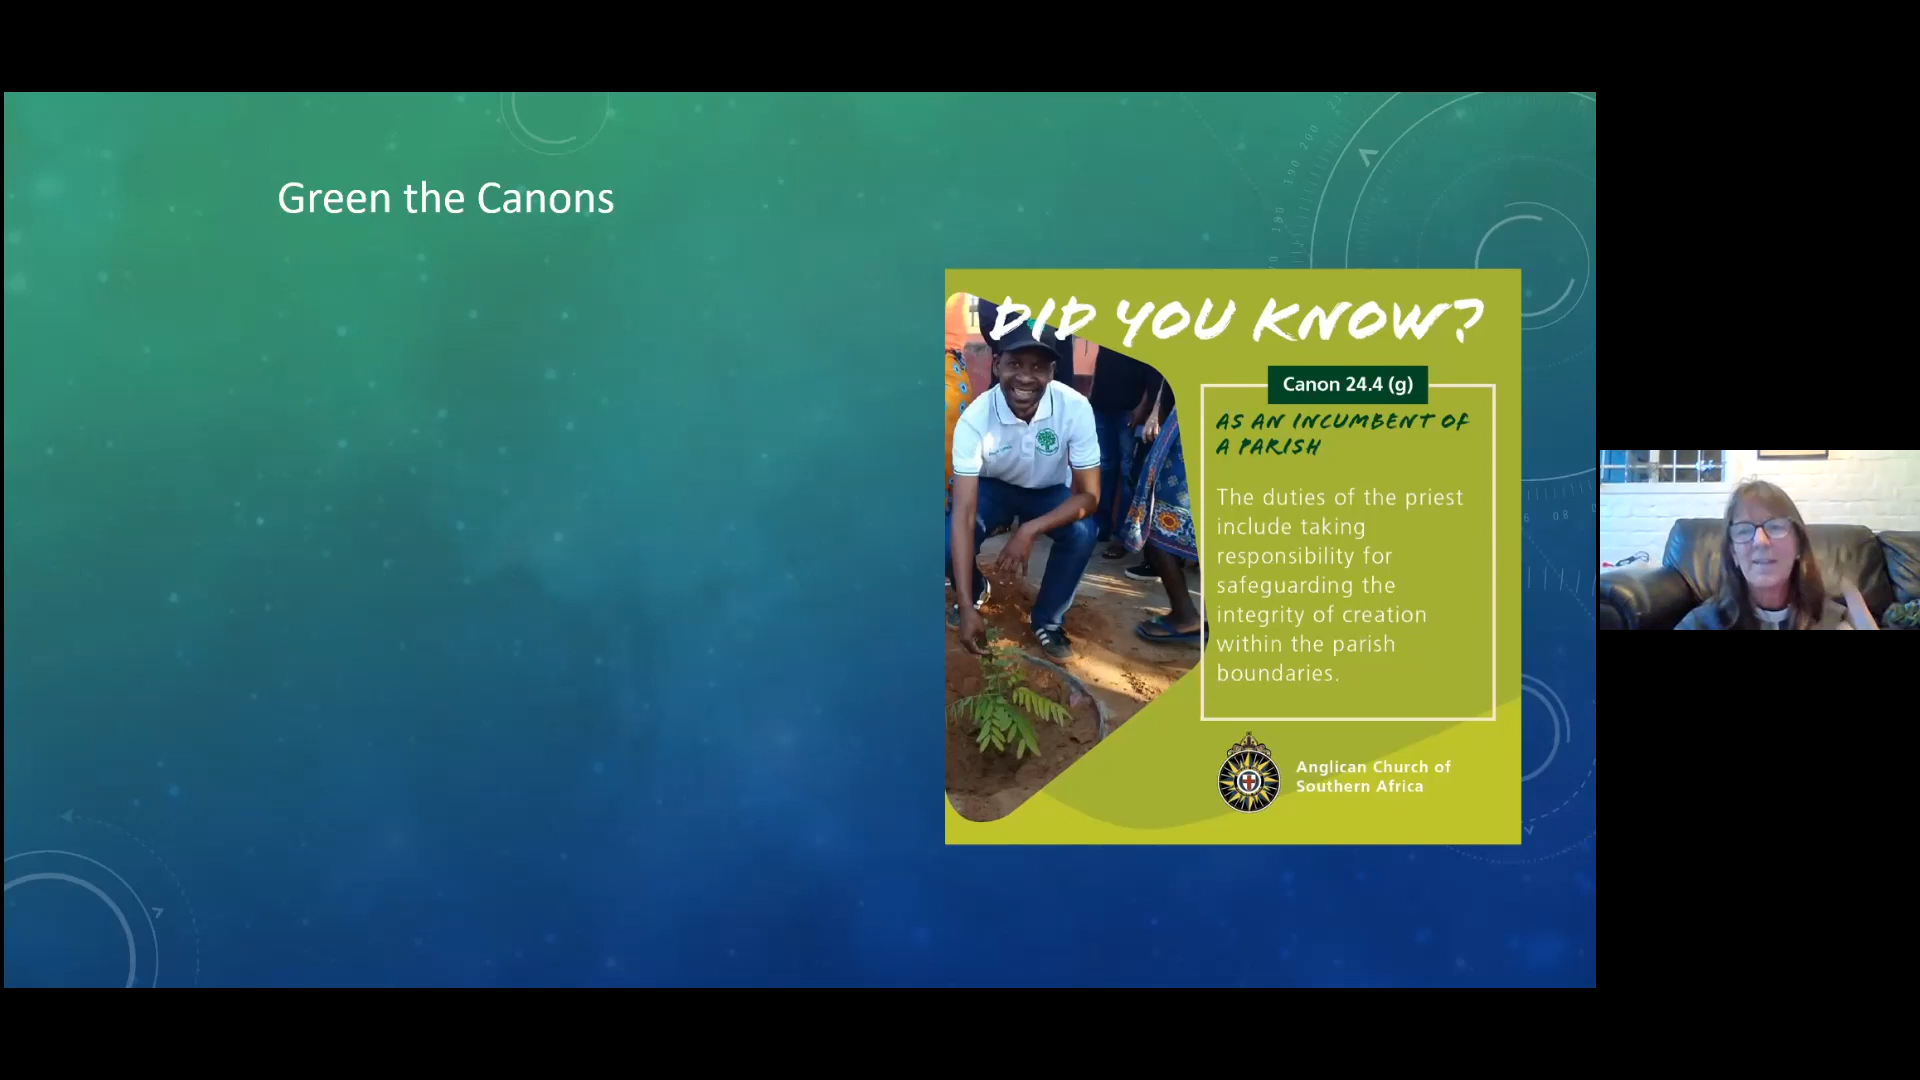 Green the Canons
DID YOU KNOW?
Canon 24.4 (g)
AS AN INCUMBENT OF
A PARISH
The duties of the priest
include taking
responsibility for
safeguarding the
integrity of creation
within the parish
boundaries.
Anglican Church of
Southern Africa